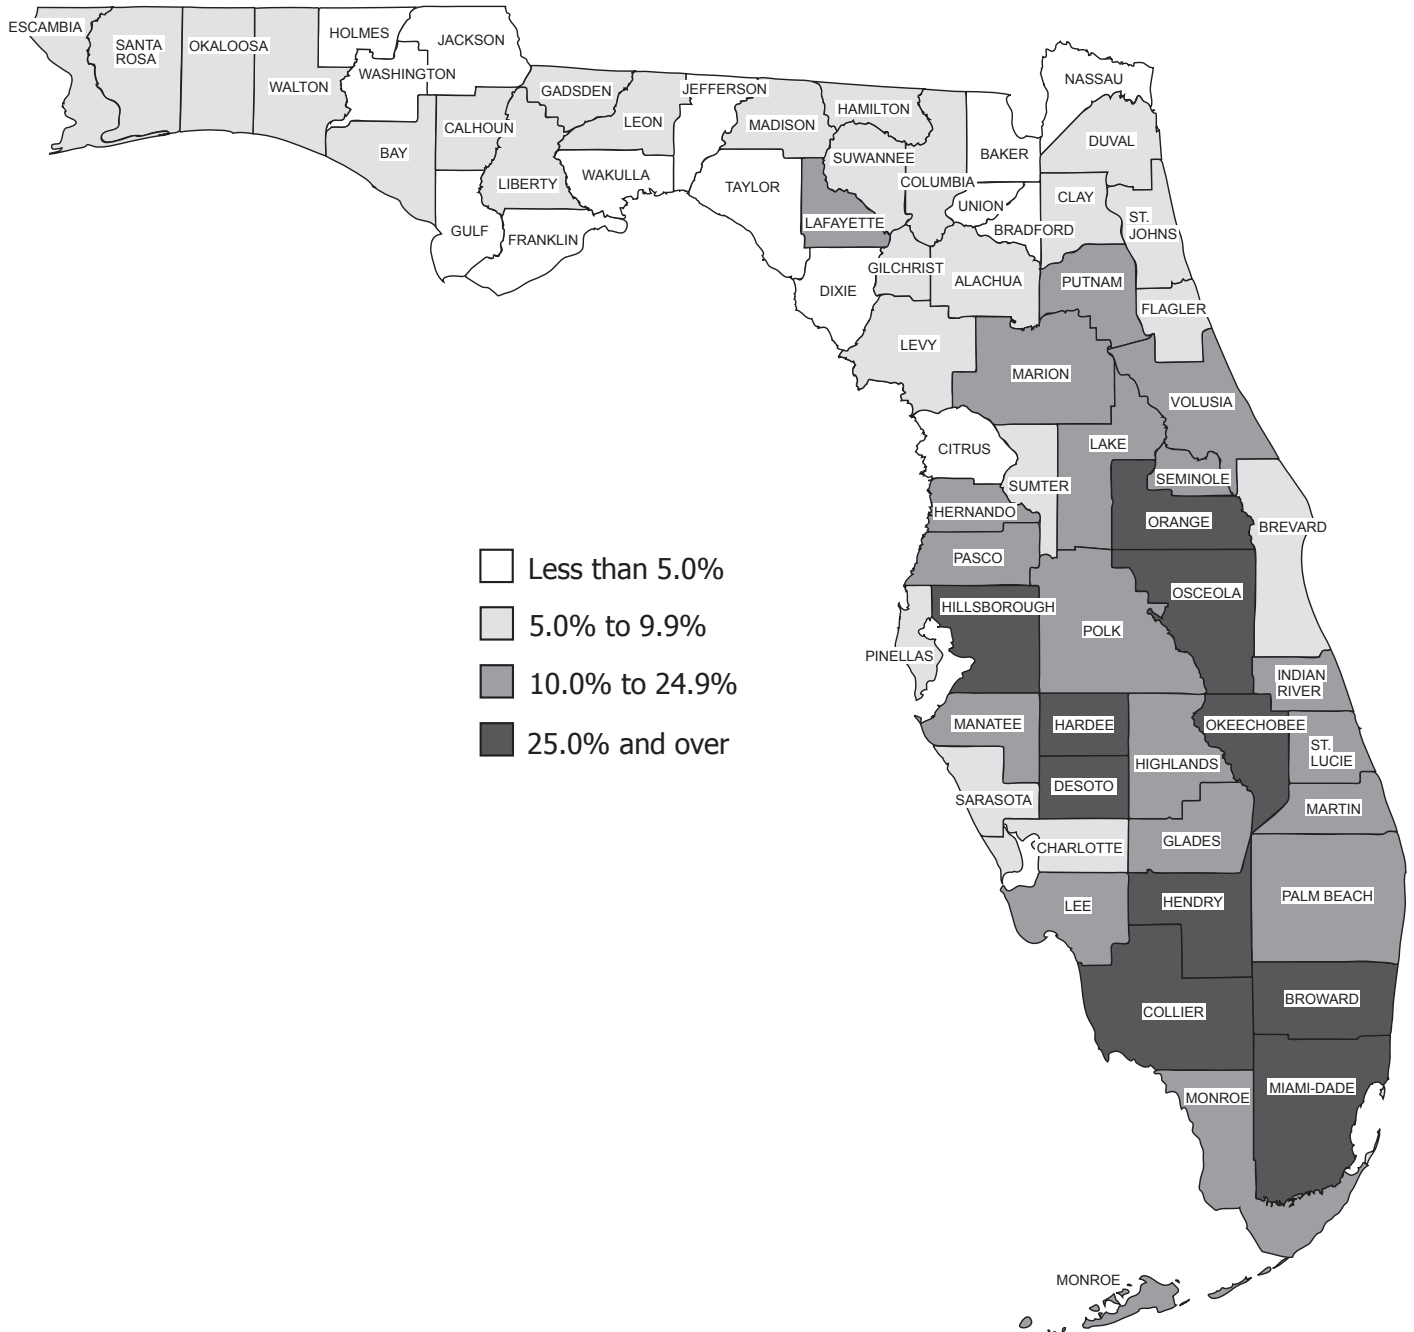 ESCAMBIA
SANTA
ROSA
OKALOOSA
WALTON
HOLMES
JACKSON
WASHINGTON
BAY
CALHOUN
GADSDEN
LEON
JEFFERSON
LIBERTY
WAKULLA
GULF
FRANKLIN
MADISON
HAMILTON
SUWANNEE
TAYLOR
LAFAYETTE
COLUMBIA
BAKER
NASSAU
DUVAL
UNION
BRADFORD
CLAY
ST.
JOHNS
DIXIE
GILCHRIST
ALACHUA
PUTNAM
FLAGLER
LEVY
MARION
VOLUSIA
CITRUS
LAKE
SUMTER
SEMINOLE
HERNANDO
ORANGE
BREVARD
PASCO
Less than 5.0%
5.0% to 9.9%
10.0% to 24.9%
25.0% and over
HILLSBOROUGH
OSCEOLA
POLK
PINELLAS
INDIAN
RIVER
MANATEE
HARDEE
OKEECHOBEE
ST.
LUCIE
HIGHLANDS
DESOTO
SARASOTA
MARTIN
CHARLOTTE
GLADES
LEE
HENDRY
PALM BEACH
COLLIER
BROWARD
MONROE
MIAMI-DADE
MONROE